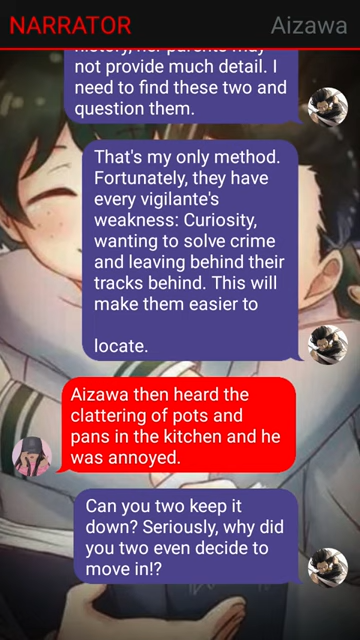 NARRATOR
Aizawa
not provide much detail. I
need to find these two and
question them.
That's my only method.
Fortunately, they have
every vigilante's
weakness: Curiosity,
wanting to solve crime
and leaving behind their
tracks behind. This will
make them easier to
locate.
Aizawa then heard the
clattering of pots and
pans in the kitchen and he
was annoyed.
Can you two keep it
down? Seriously, why did
you two even decide to
move in!?